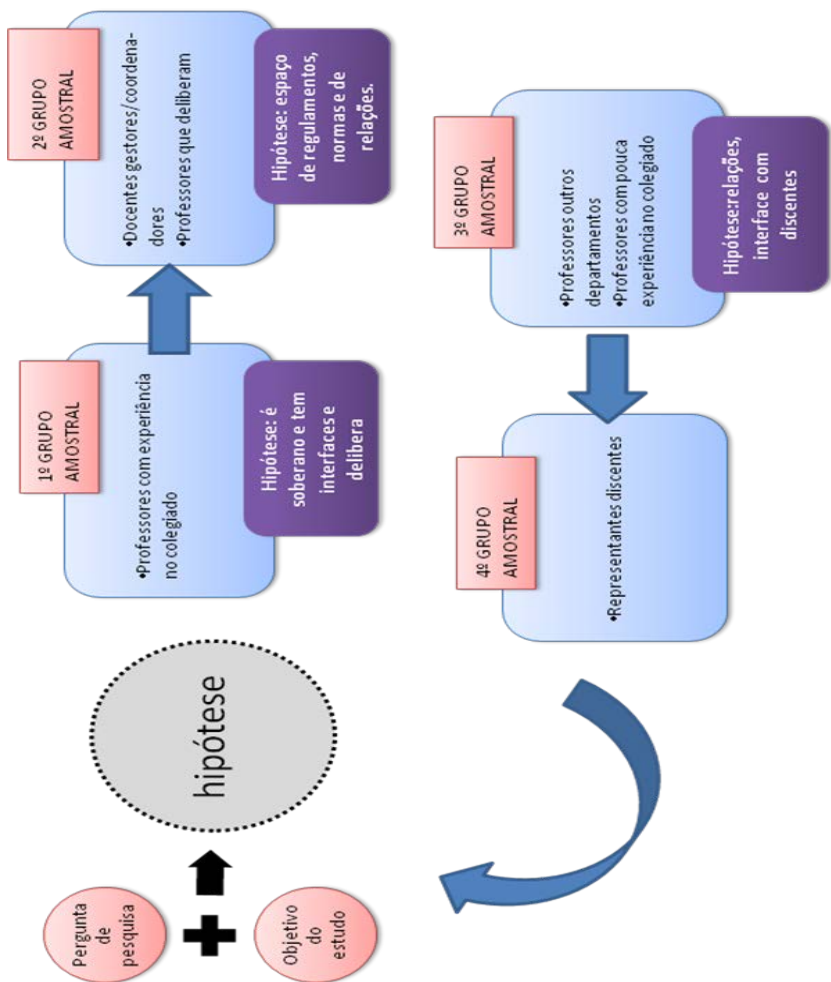 Pergunta
de
pesquisa
Objetivo
do
estudo
hipótese
1º GRUPO
AMOSTRAL
•Professores com experiência
no colegiado
Hipótese: é
soberano e tem
interfaces e
delibera
2º GRUPO
AMOSTRAL
•Docentes gestores/coordena-
dores
•Professores que deliberam
Hipótese: espaço
de regulamentos,
normas e de
relações.
3º GRUPO
AMOSTRAL
•Professores outros
departamentos
•Professores com pouca
experiência no colegiado
Hipótese:relações,
interface com
discentes
4º GRUPO
AMOSTRAL
•Representantes discentes